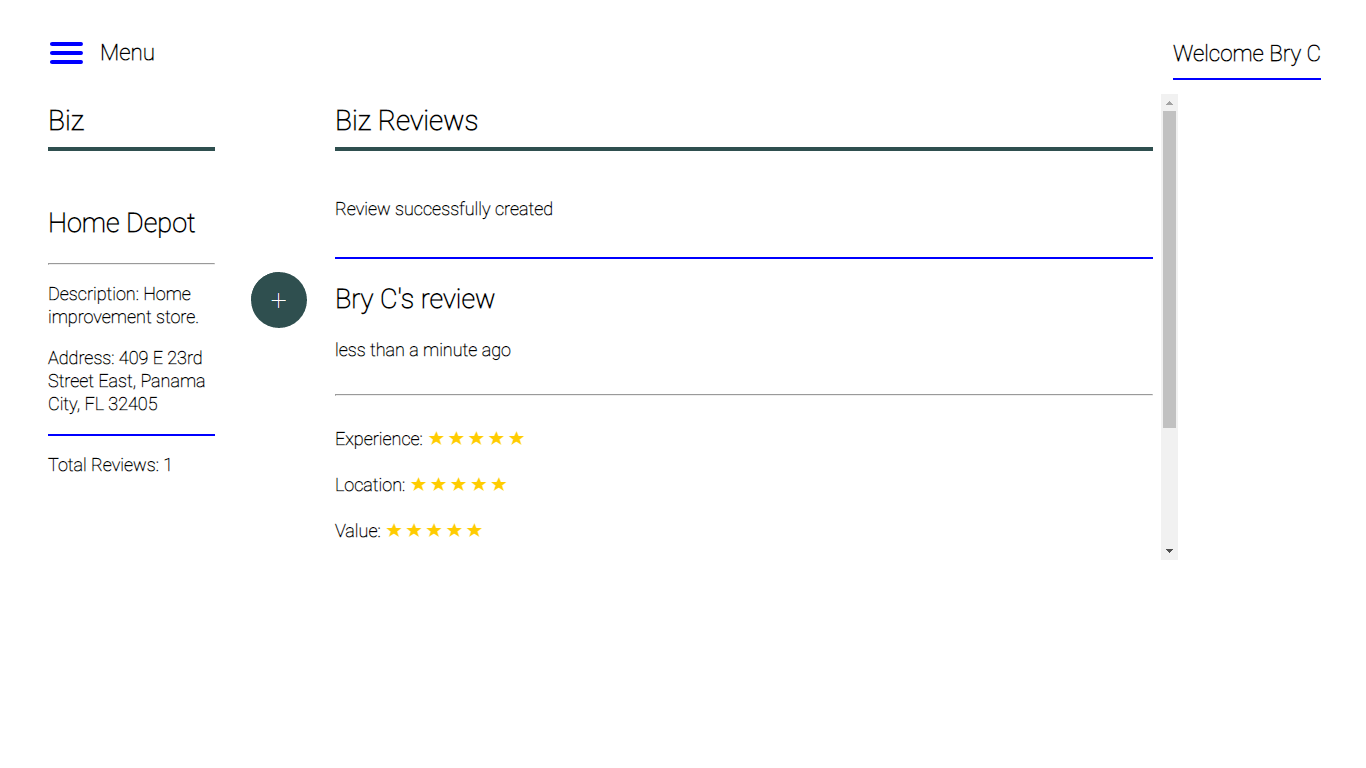 Menu
Welcome Bry C
Biz
Home Depot
Description: Home
improvement store.
Address: 409 E 23rd
Street East, Panama
City, FL 32405
Total Reviews: 1
+
Biz Reviews
Review successfully created
Bry C's review
less than a minute ago
Experience: ★ ★ ★ ★ ★
Location: ★ ★ ★ ★ ★
Value: ★ ★ ★ ★ ★